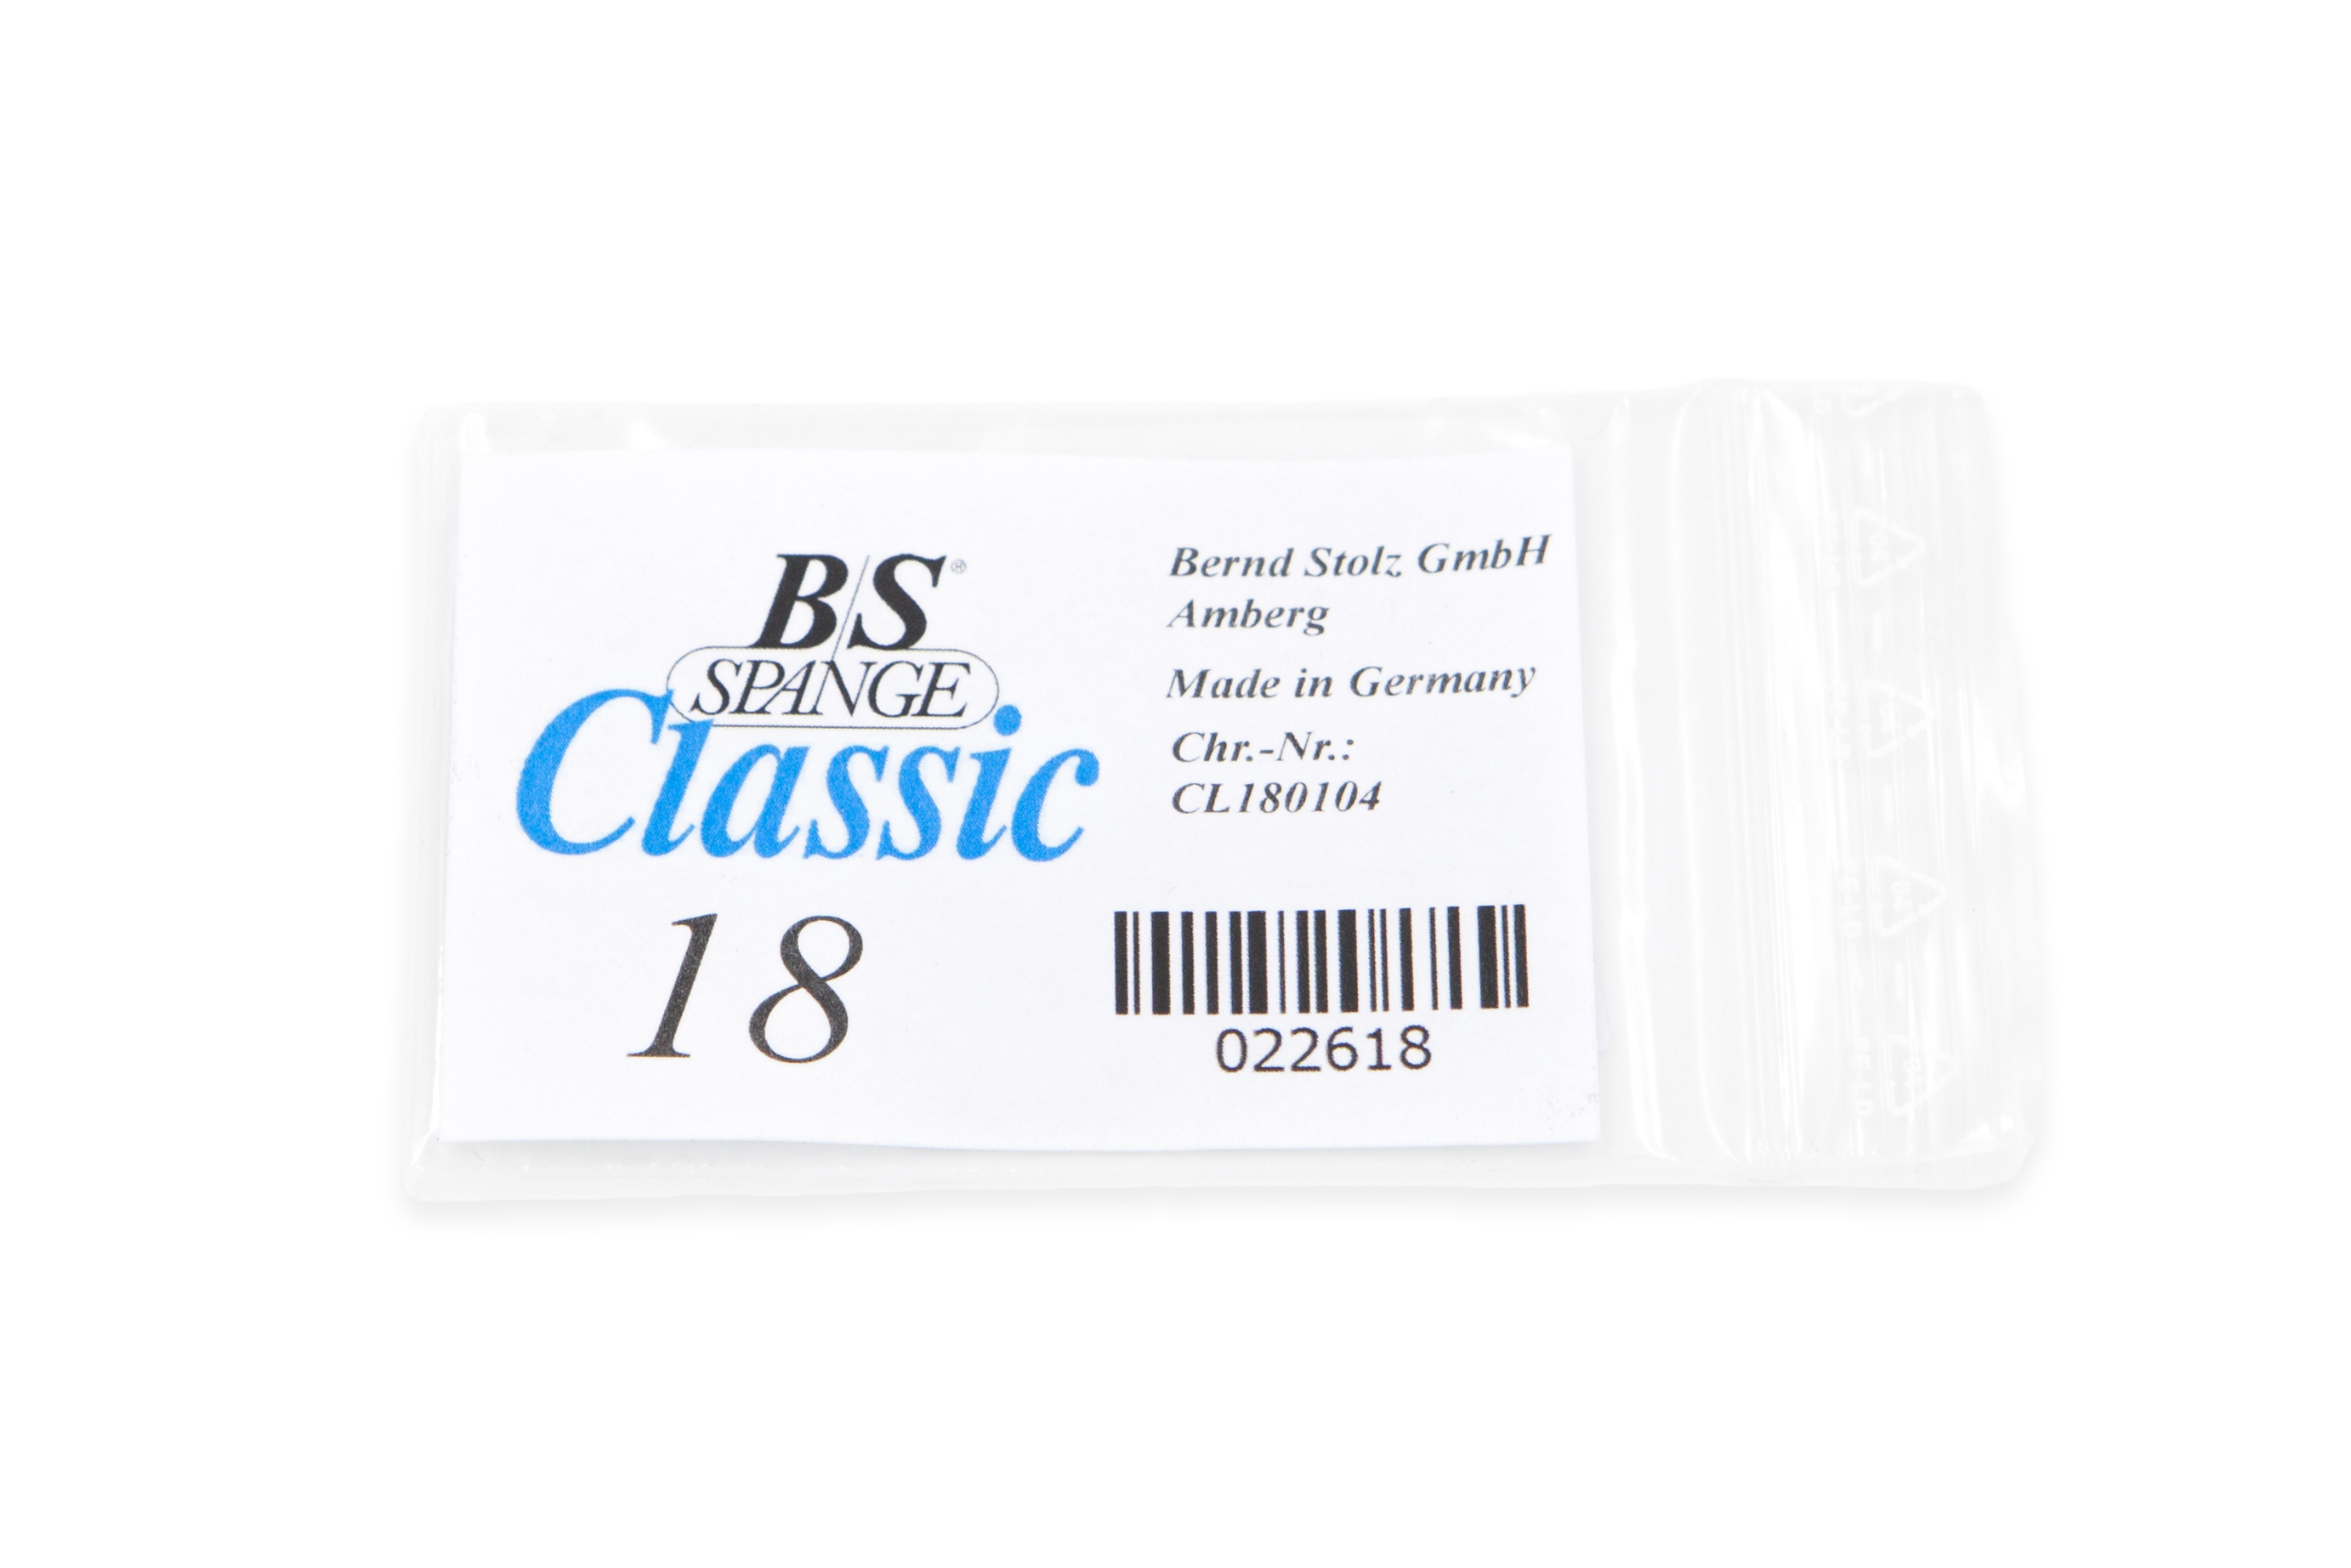 B/S®
SPANGE
Classic
18
Bernd Stolz GmbH
Amberg
Made in Germany
Chr.-Nr.:
CL180104
022618